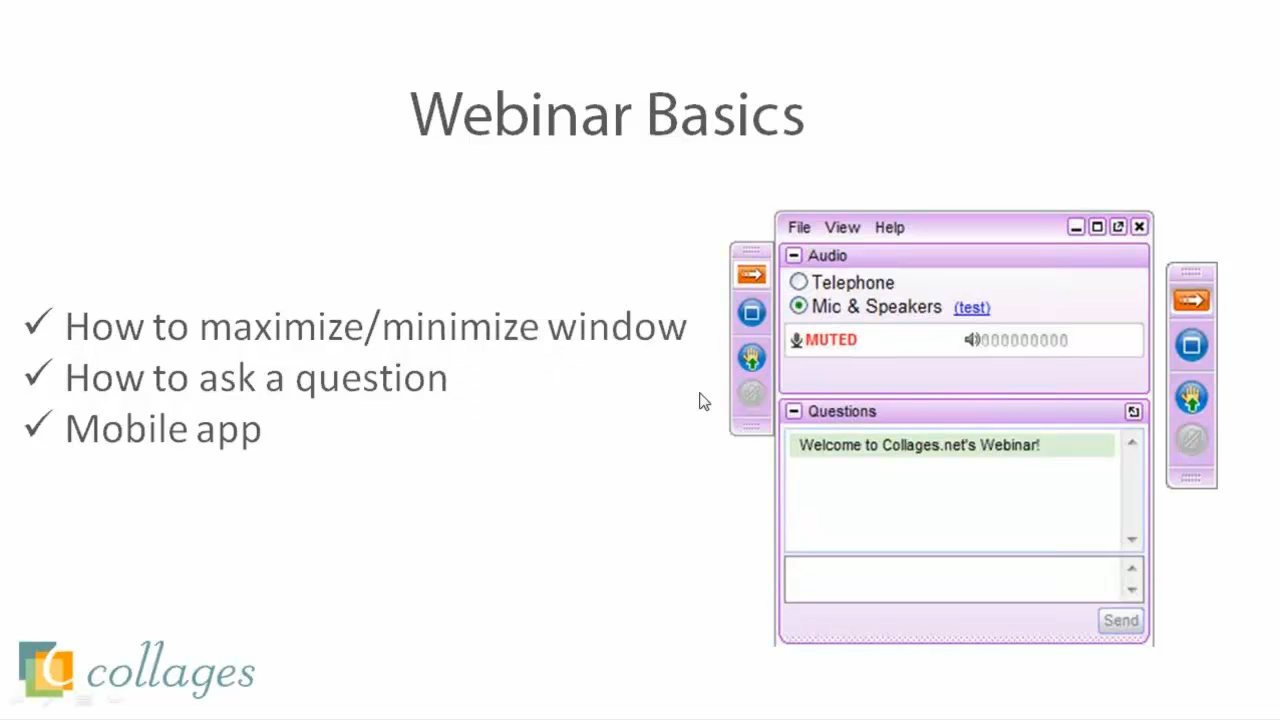 Webinar Basics
✓ How to maximize/minimize window
✓ How to ask a question
✓ Mobile app
File View Help
Audio
Telephone
Mic & Speakers (test)
MUTED
Questions
Welcome to Collages.net's Webinar!
Send
collages